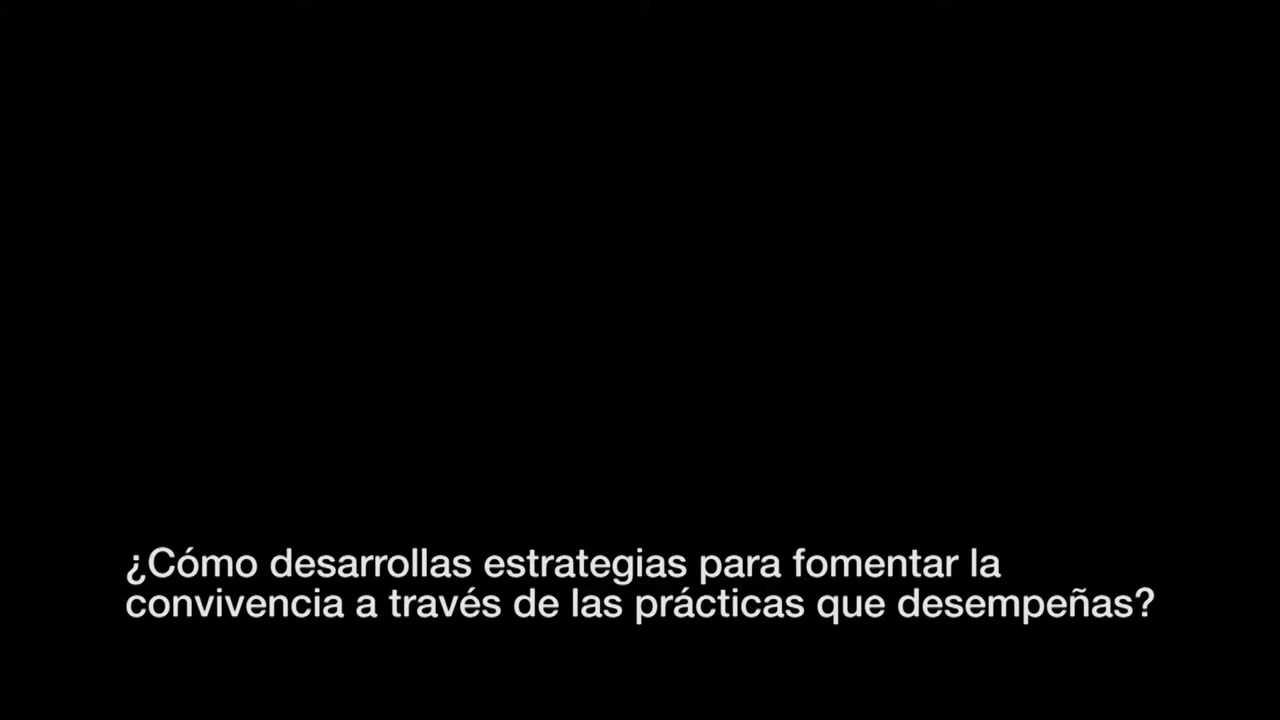 ¿Cómo desarrollas estrategias para fomentar la
convivencia a través de las prácticas que desempeñas?